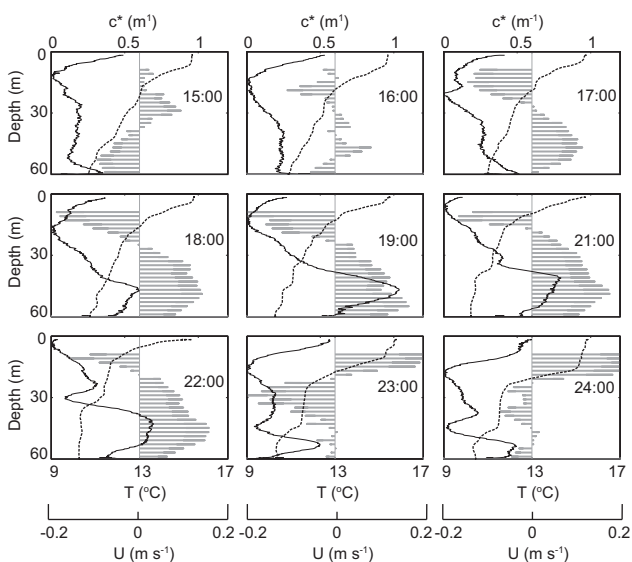 c* (m¹) c* (m¹) c* (m⁻¹)
0 0.5 1 0 0.5 1 0 0.5 1
0
30
60
Depth (m)
15:00 16:00 17:00
0
30
60
Depth (m)
18:00 19:00 21:00
0
30
60
Depth (m)
22:00 23:00 24:00
9 13 17 9 13 17 9 13 17
T (°C) T (°C) T (°C)
-0.2 0 0.2 -0.2 0 0.2 -0.2 0 0.2
U (m s⁻¹) U (m s⁻¹) U (m s⁻¹)